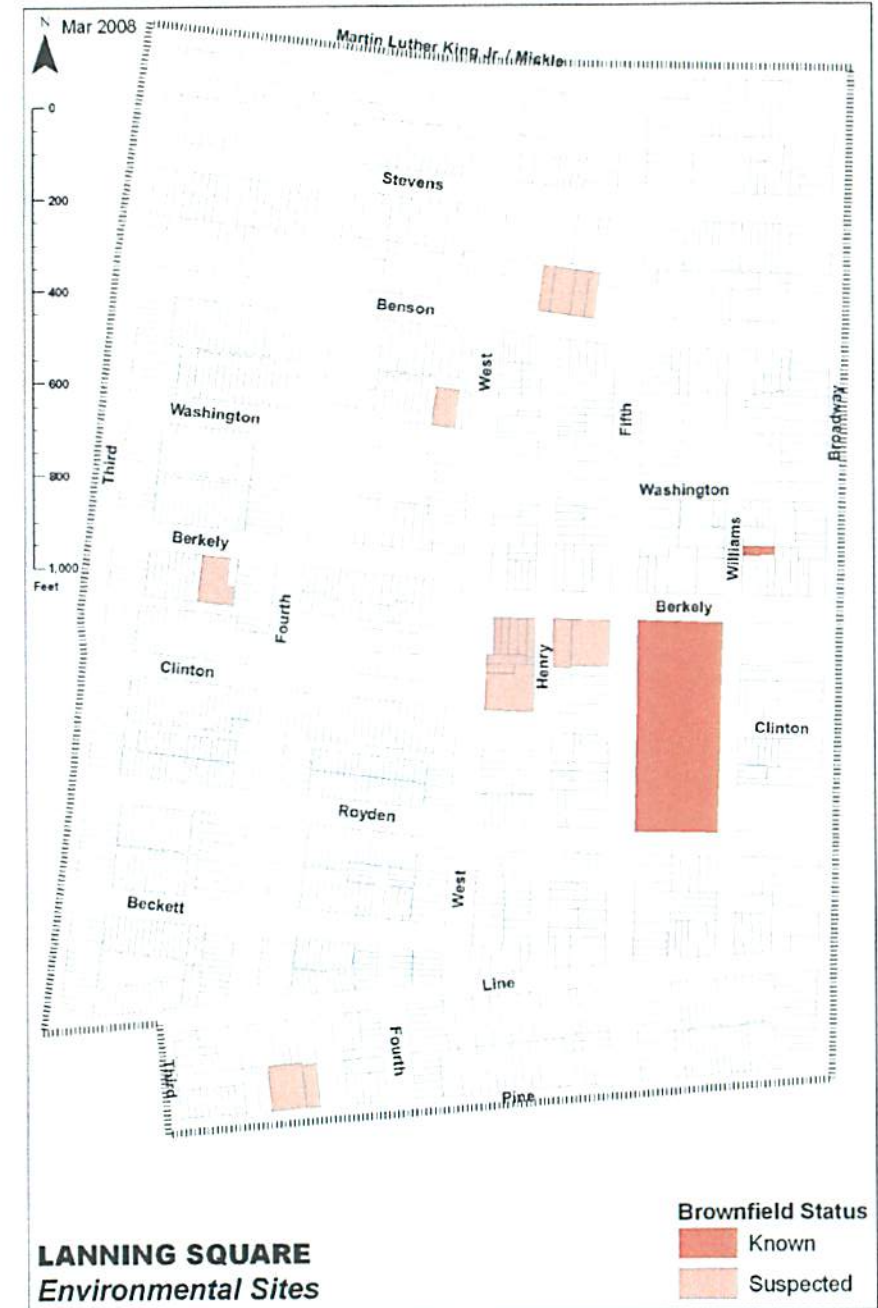 N
Mar 2008
Martin Luther King Jr. / Mickle
0
200
400
600
800
1,000
Feet
Stevens
Benson
West
Fifth
Broadway
Washington
Third
Washington
Williams
Berkely
Berkely
Fourth
Henry
Clinton
Clinton
Royden
West
Beckett
Line
Fourth
Third
Pine
Brownfield Status
Known
Suspected
LANNING SQUARE
Environmental Sites